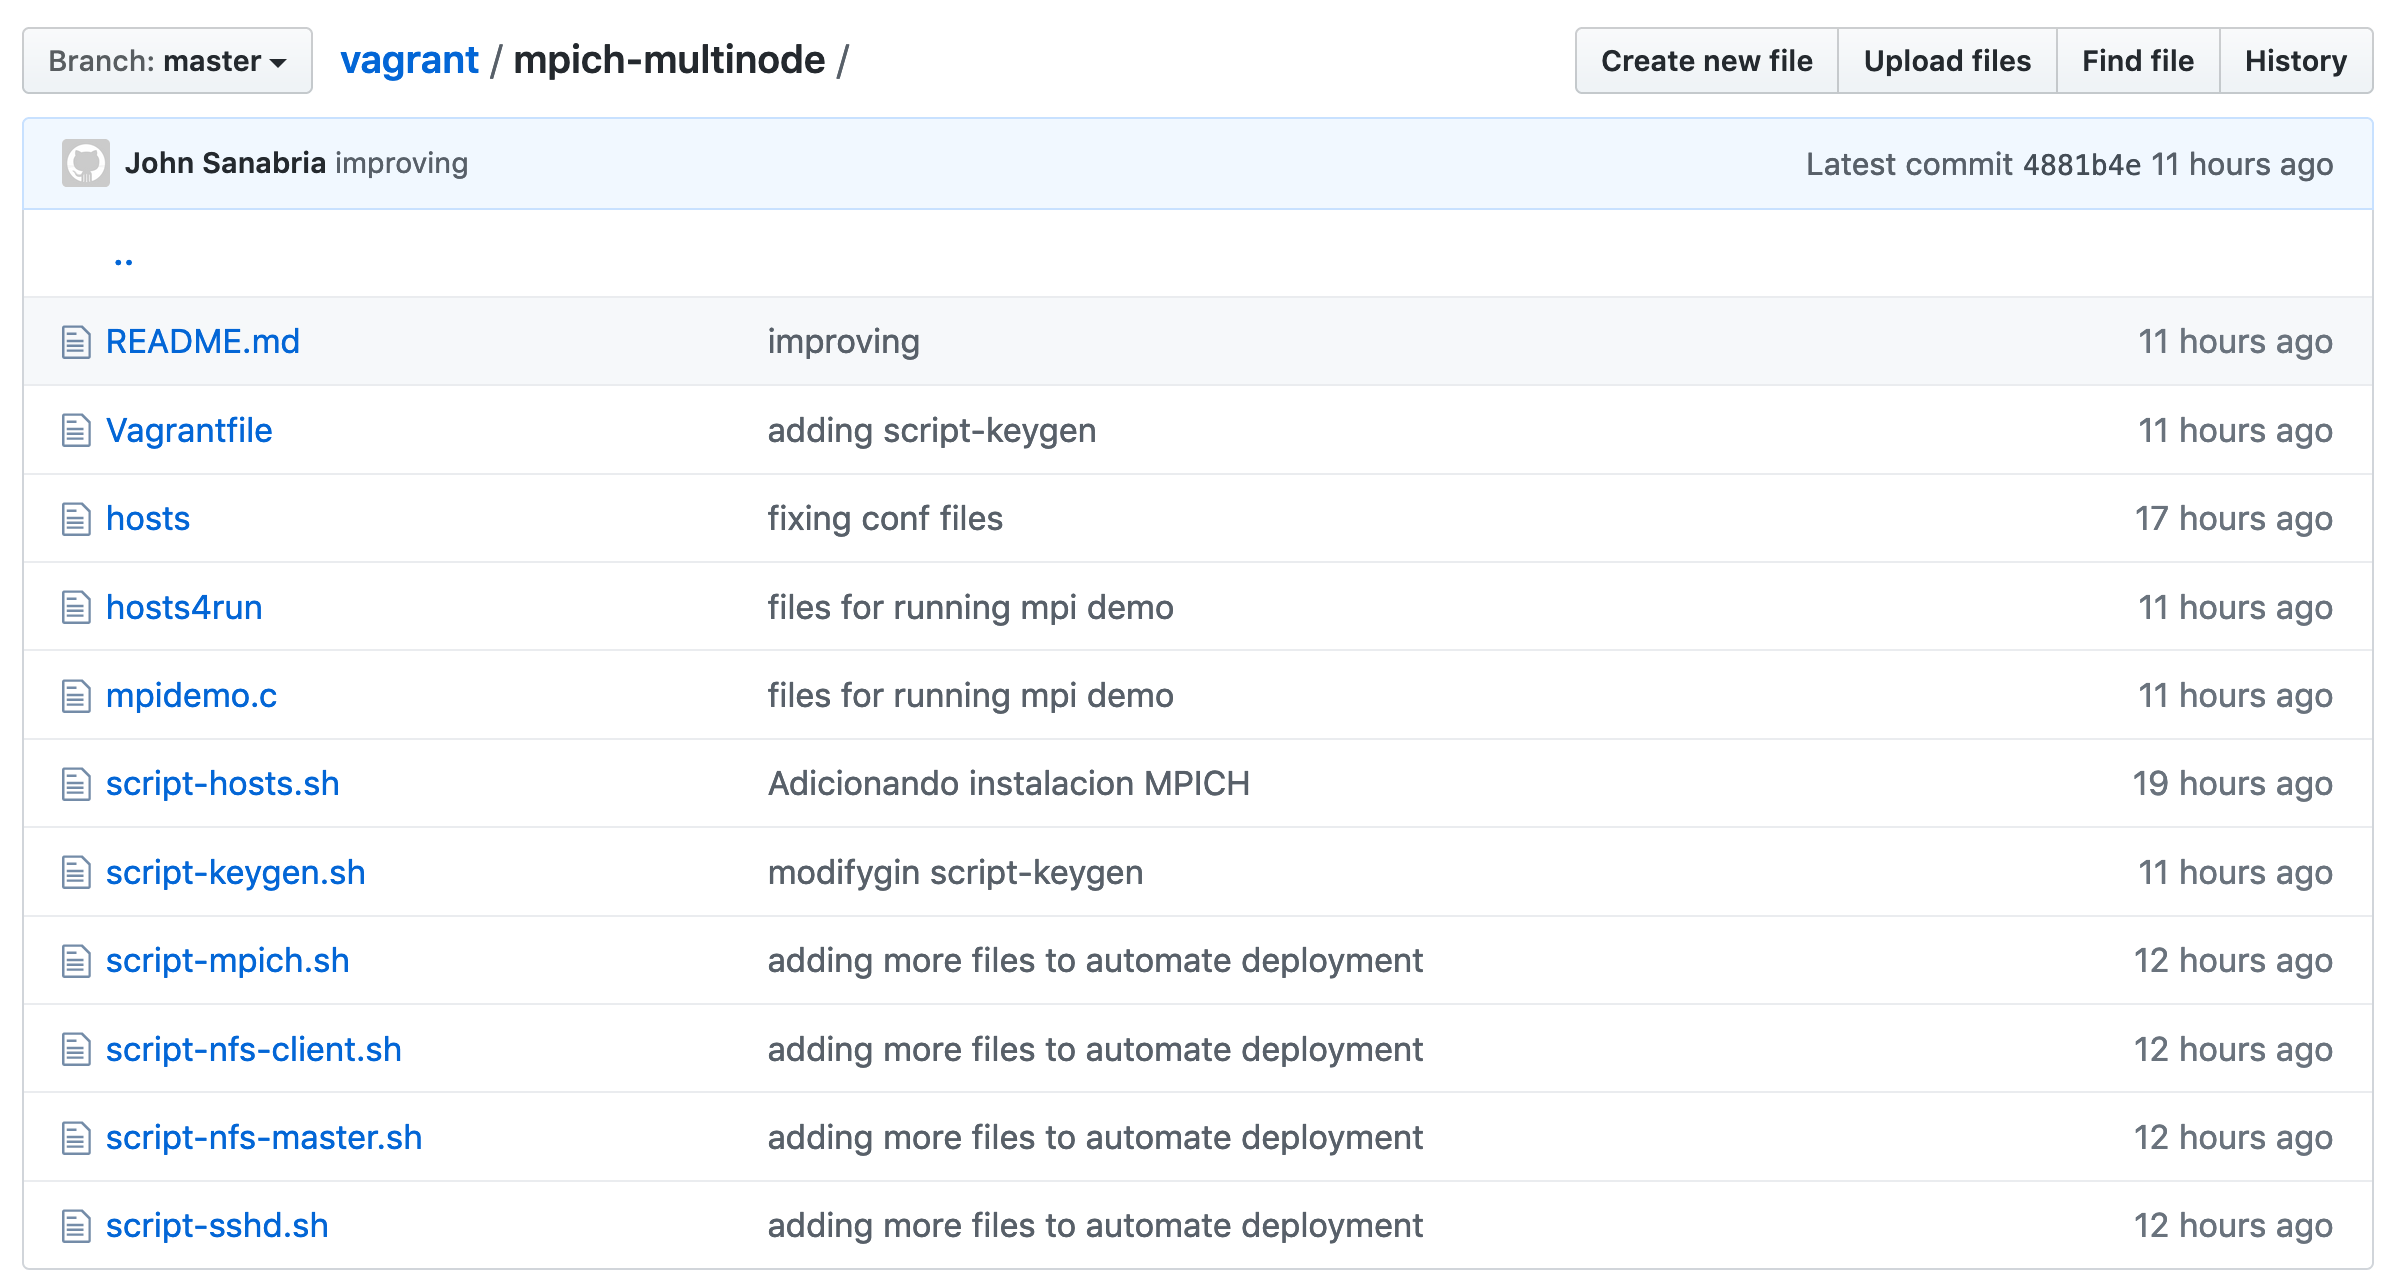 Branch: master vagrant / mpich-multinode / Create new file Upload files Find file History
John Sanabria improving Latest commit 4881b4e 11 hours ago
..
README.md improving 11 hours ago
Vagrantfile adding script-keygen 11 hours ago
hosts fixing conf files 17 hours ago
hosts4run files for running mpi demo 11 hours ago
mpidemo.c files for running mpi demo 11 hours ago
script-hosts.sh Adicionando instalacion MPICH 19 hours ago
script-keygen.sh modifygin script-keygen 11 hours ago
script-mpich.sh adding more files to automate deployment 12 hours ago
script-nfs-client.sh adding more files to automate deployment 12 hours ago
script-nfs-master.sh adding more files to automate deployment 12 hours ago
script-sshd.sh adding more files to automate deployment 12 hours ago